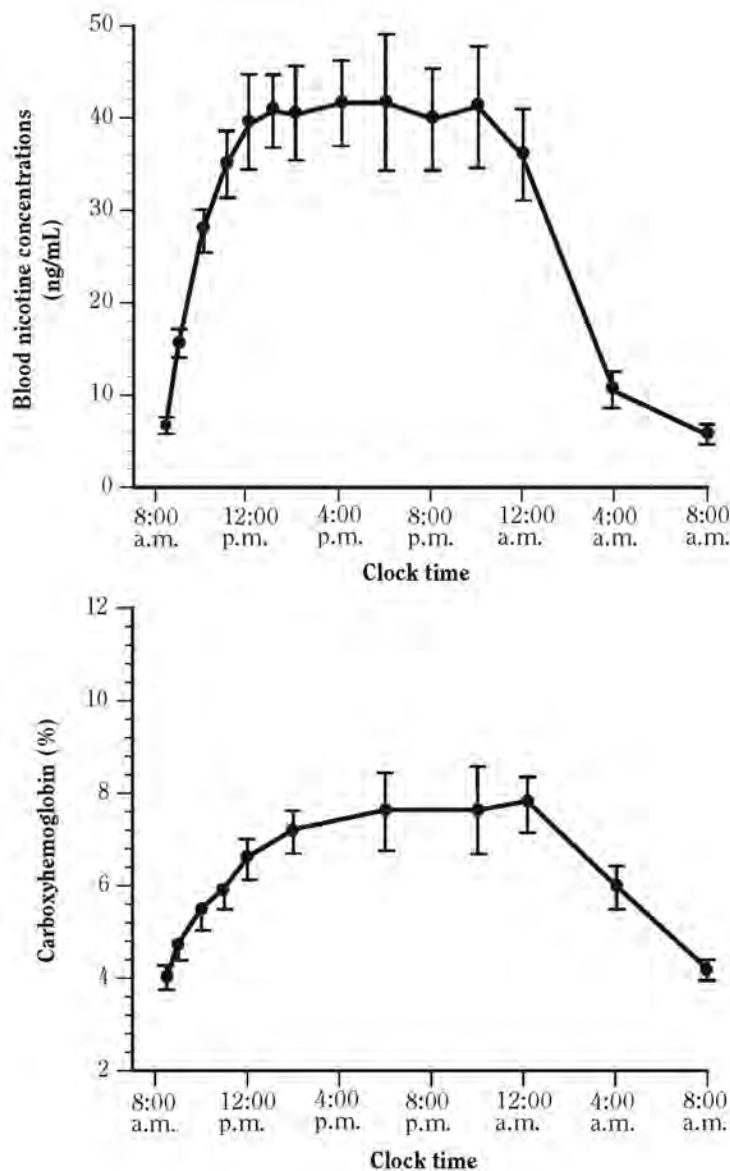 50
40
30
20
10
0
Blood nicotine concentrations
(ng/mL)
8:00 12:00 4:00 8:00 12:00 4:00 8:00
a.m. p.m. p.m. p.m. a.m. a.m. a.m.
Clock time
12
10
8
6
4
2
Carboxyhemoglobin (%)
8:00 12:00 4:00 8:00 12:00 4:00 8:00
a.m. p.m. p.m. p.m. a.m. a.m. a.m.
Clock time